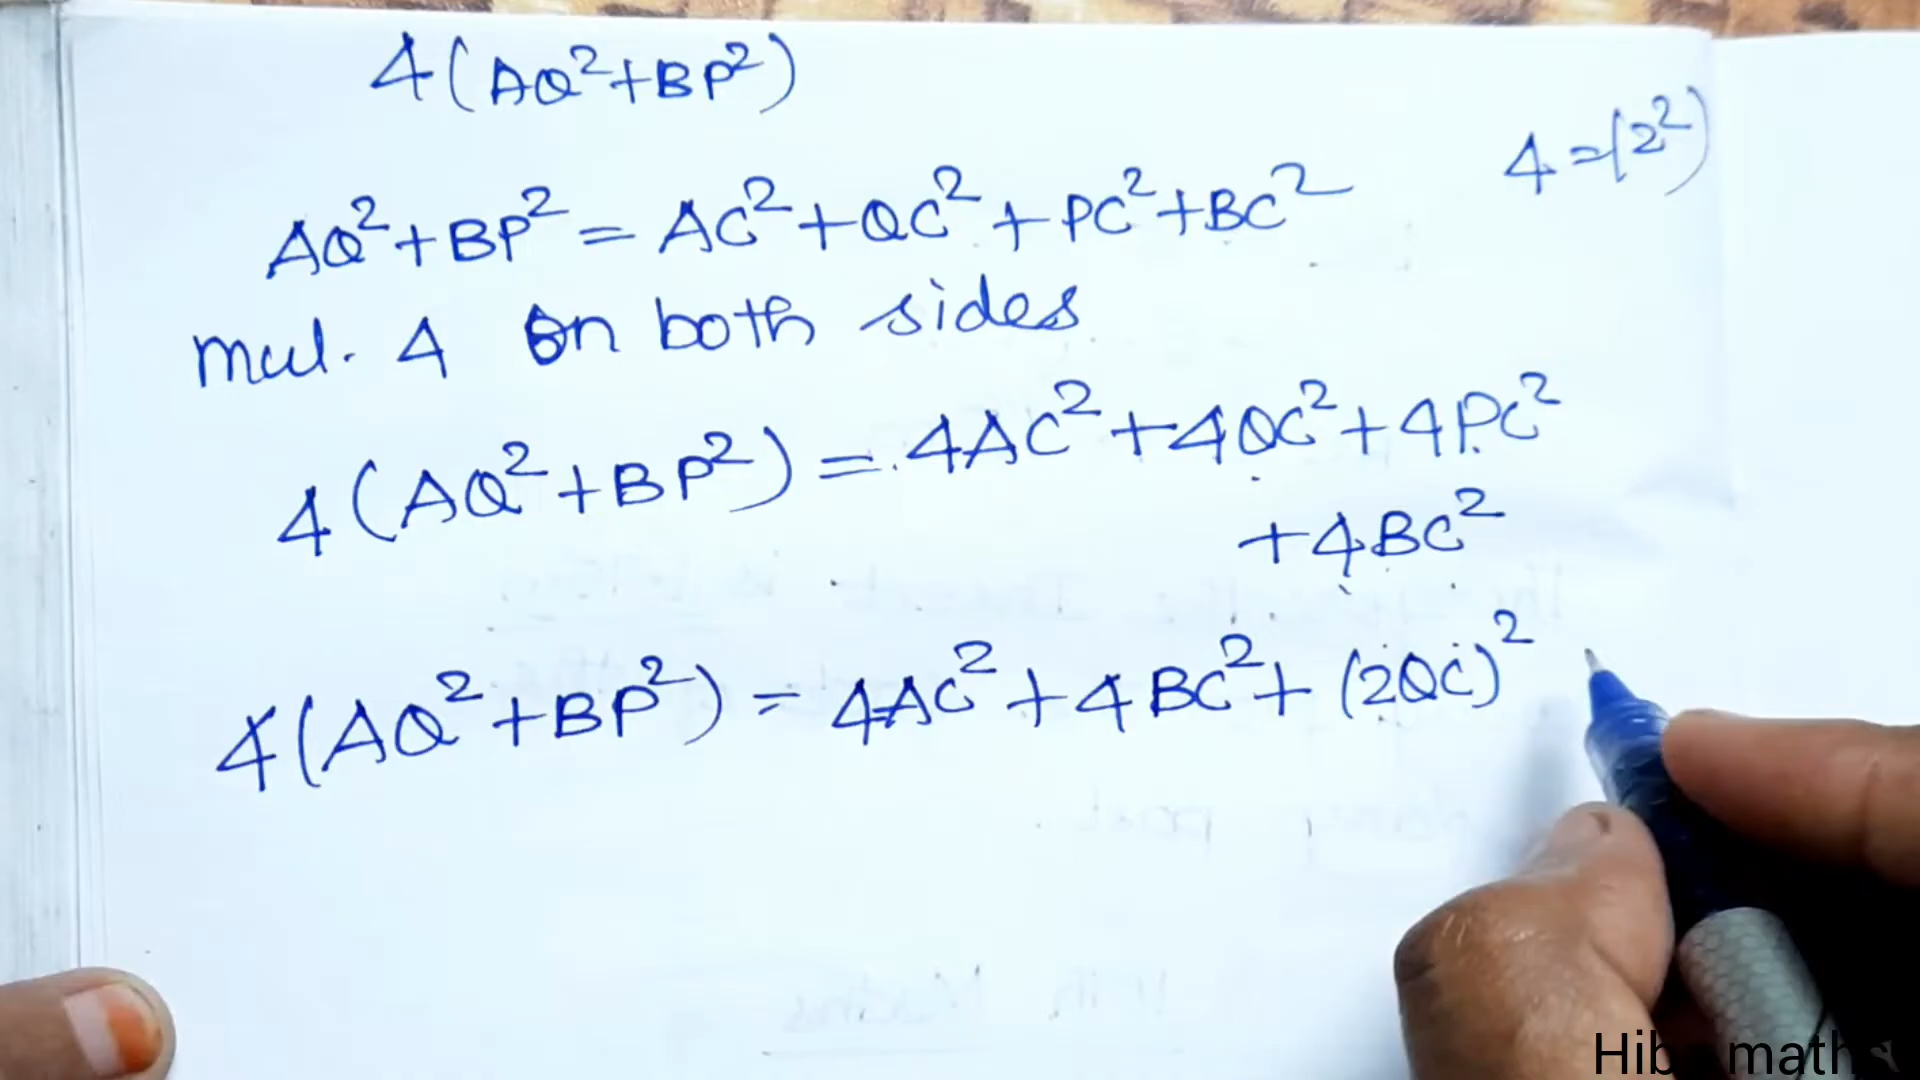 4(AQ²+BP²)
4=(2²)
AQ²+BP²=AC²+QC²+PC²+BC²
mul. 4 on both sides
4(AQ²+BP²)=4AC²+4QC²+4PC²
+4BC²
4(AQ²+BP²)=4AC²+4BC²+(2QC)²